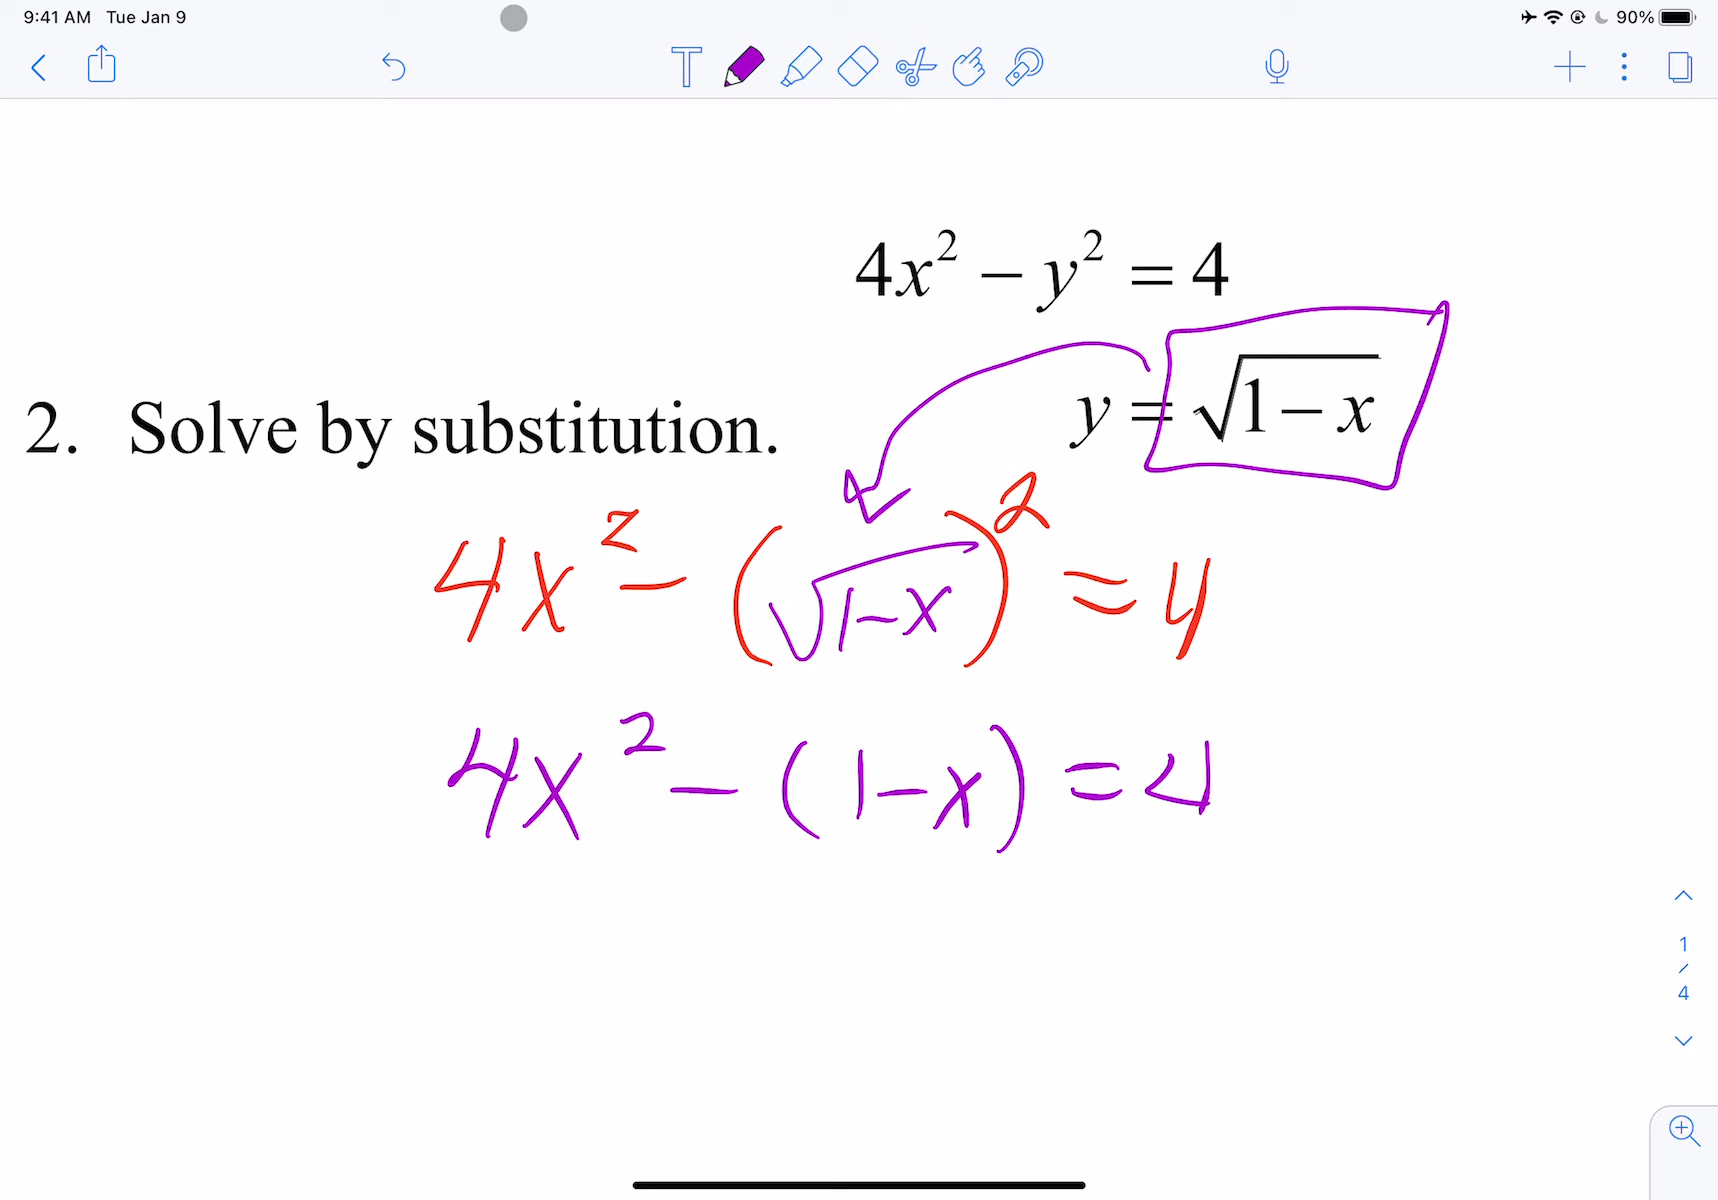 9:41 AM Tue Jan 9 90%
T
4x² − y² = 4
y = √(1 − x)
2. Solve by substitution.
4x² − (√(1−x))² = 4
4x² − (1−x) = 4
1
/
4